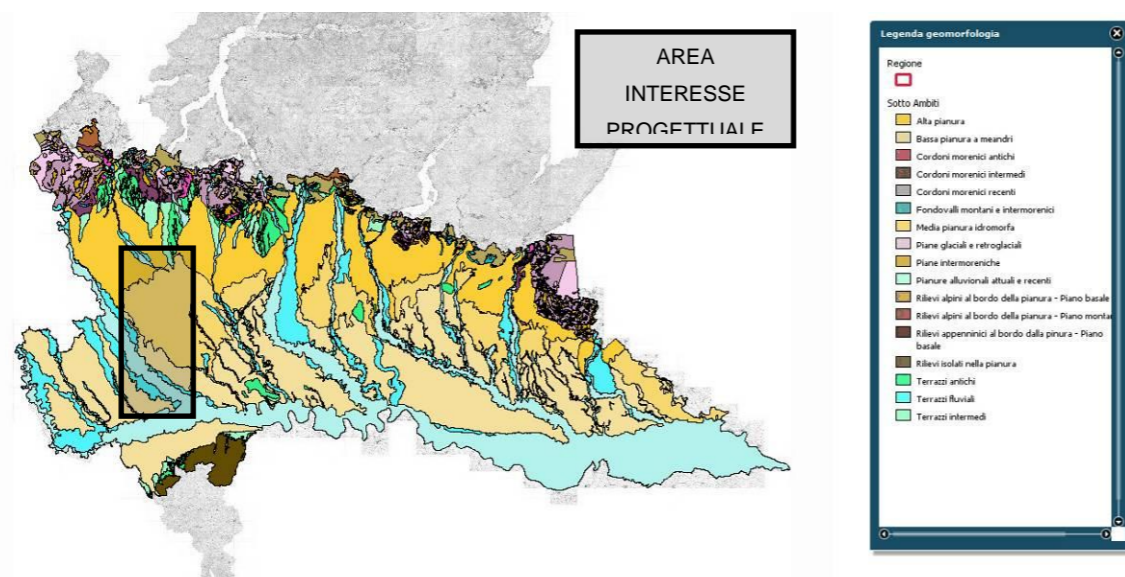 AREA
INTERESSE
PROGETTUALE
Legenda geomorfologia
Regione
Sotto Ambiti
Alta pianura
Bassa pianura a meandri
Cordoni morenici antichi
Cordoni morenici intermedi
Cordoni morenici recenti
Fondovalli montani e intermorenici
Media pianura idromorfa
Piane glaciali e retroglaciali
Piane intermoreniche
Pianure alluvionali attuali e recenti
Rilievi alpini al bordo della pianura - Piano basale
Rilievi alpini al bordo della pianura - Piano montan
Rilievi appenninici al bordo dalla pinura - Piano
basale
Rilievi isolati nella pianura
Terrazzi antichi
Terrazzi fluviali
Terrazzi intermedi